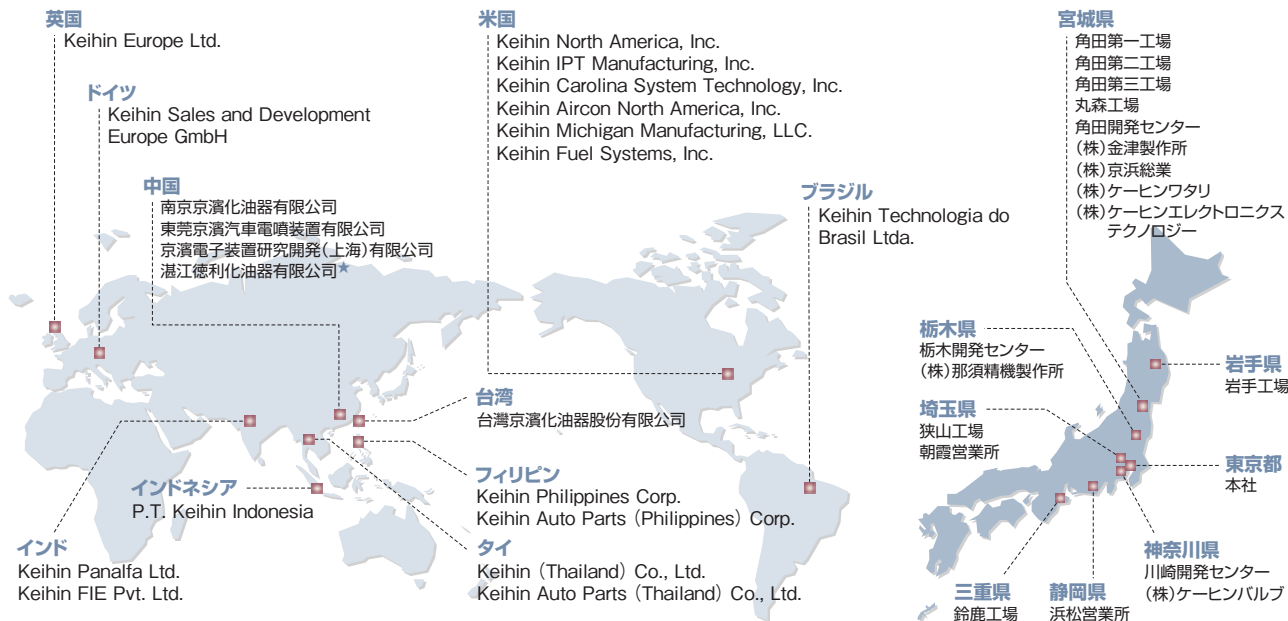 英国
Keihin Europe Ltd.
ドイツ
Keihin Sales and Development
Europe GmbH
中国
南京京濱化油器有限公司
東莞京濱汽車電噴装置有限公司
京濱電子装置研究開発(上海)有限公司
湛江徳利化油器有限公司★
米国
Keihin North America, Inc.
Keihin IPT Manufacturing, Inc.
Keihin Carolina System Technology, Inc.
Keihin Aircon North America, Inc.
Keihin Michigan Manufacturing, LLC.
Keihin Fuel Systems, Inc.
ブラジル
Keihin Technologia do
Brasil Ltda.
台湾
台灣京濱化油器股份有限公司
フィリピン
Keihin Philippines Corp.
Keihin Auto Parts (Philippines) Corp.
タイ
Keihin (Thailand) Co., Ltd.
Keihin Auto Parts (Thailand) Co., Ltd.
インドネシア
P.T. Keihin Indonesia
インド
Keihin Panalfa Ltd.
Keihin FIE Pvt. Ltd.
宮城県
角田第一工場
角田第二工場
角田第三工場
丸森工場
角田開発センター
(株)金津製作所
(株)京浜総業
(株)ケーヒンワタリ
(株)ケーヒンエレクトロニクス
テクノロジー
栃木県
栃木開発センター
(株)那須精機製作所
埼玉県
狭山工場
朝霞営業所
岩手県
岩手工場
東京都
本社
神奈川県
川崎開発センター
(株)ケーヒンバルブ
三重県
鈴鹿工場
静岡県
浜松営業所